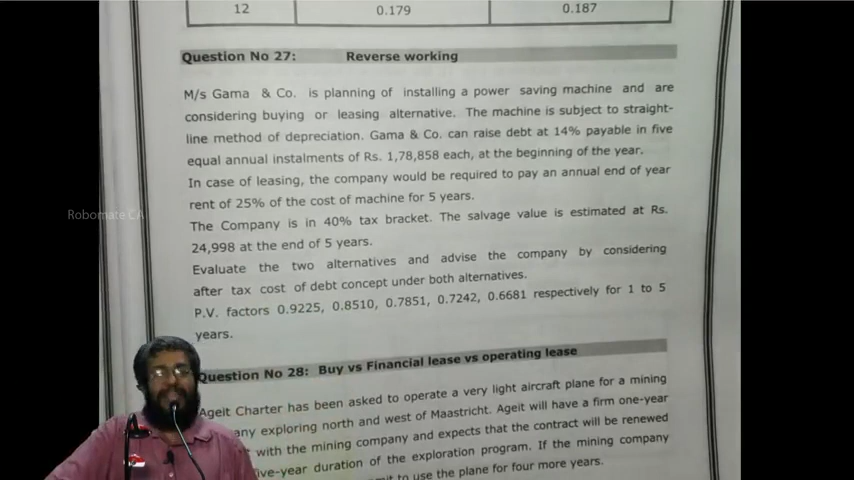 12 0.179 0.187
Question No 27: Reverse working
M/s Gama & Co. is planning of installing a power saving machine and are
considering buying or leasing alternative. The machine is subject to straight-
line method of depreciation. Gama & Co. can raise debt at 14% payable in five
equal annual instalments of Rs. 1,78,858 each, at the beginning of the year.
In case of leasing, the company would be required to pay an annual end of year
rent of 25% of the cost of machine for 5 years.
Robomate CA
The Company is in 40% tax bracket. The salvage value is estimated at Rs.
24,998 at the end of 5 years.
Evaluate the two alternatives and advise the company by considering
after tax cost of debt concept under both alternatives.
P.V. factors 0.9225, 0.8510, 0.7851, 0.7242, 0.6681 respectively for 1 to 5
years.
Question No 28: Buy vs Financial lease vs operating lease
Ageit Charter has been asked to operate a very light aircraft plane for a mining
any exploring north and west of Maastricht. Ageit will have a firm one-year
with the mining company and expects that the contract will be renewed
ive-year duration of the exploration program. If the mining company
to use the plane for four more years.